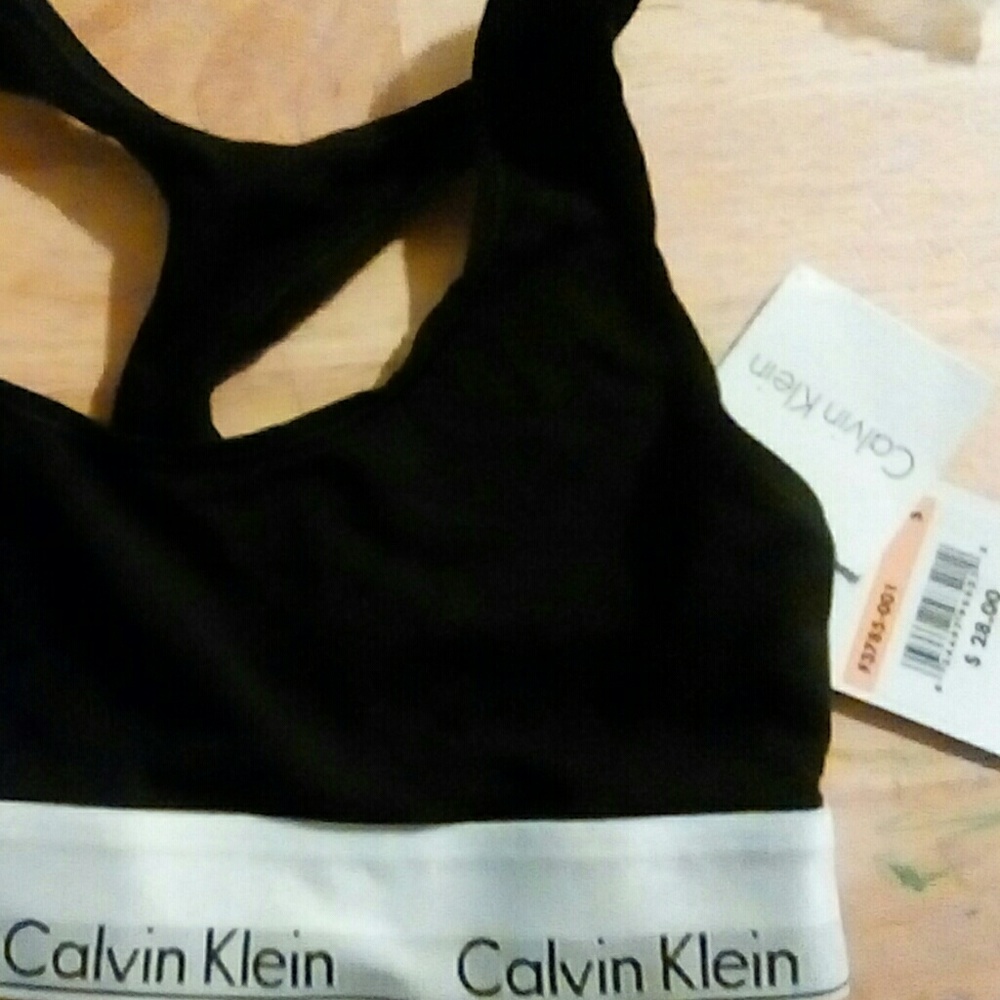 Calvin Klein
F3785-001
$ 28.00
Calvin Klein Calvin Klein